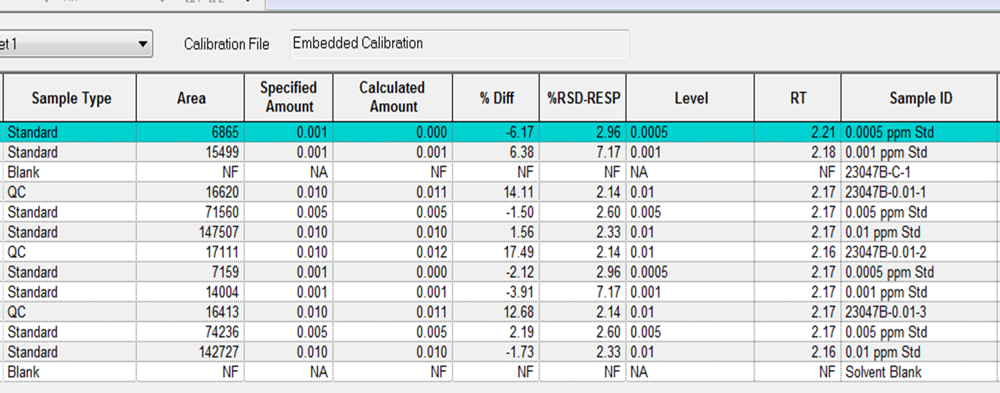 et 1 Calibration File Embedded Calibration
Sample Type Area Specified Amount Calculated Amount % Diff %RSD-RESP Level RT Sample ID
Standard 6865 0.001 0.000 -6.17 2.96 0.0005 2.21 0.0005 ppm Std
Standard 15499 0.001 0.001 6.38 7.17 0.001 2.18 0.001 ppm Std
Blank NF NA NF NF NF NA NF 23047B-C-1
QC 16620 0.010 0.011 14.11 2.14 0.01 2.17 23047B-0.01-1
Standard 71560 0.005 0.005 -1.50 2.60 0.005 2.17 0.005 ppm Std
Standard 147507 0.010 0.010 1.56 2.33 0.01 2.17 0.01 ppm Std
QC 17111 0.010 0.012 17.49 2.14 0.01 2.16 23047B-0.01-2
Standard 7159 0.001 0.000 -2.12 2.96 0.0005 2.17 0.0005 ppm Std
Standard 14004 0.001 0.001 -3.91 7.17 0.001 2.17 0.001 ppm Std
QC 16413 0.010 0.011 12.68 2.14 0.01 2.17 23047B-0.01-3
Standard 74236 0.005 0.005 2.19 2.60 0.005 2.17 0.005 ppm Std
Standard 142727 0.010 0.010 -1.73 2.33 0.01 2.16 0.01 ppm Std
Blank NF NA NF NF NF NA NF Solvent Blank